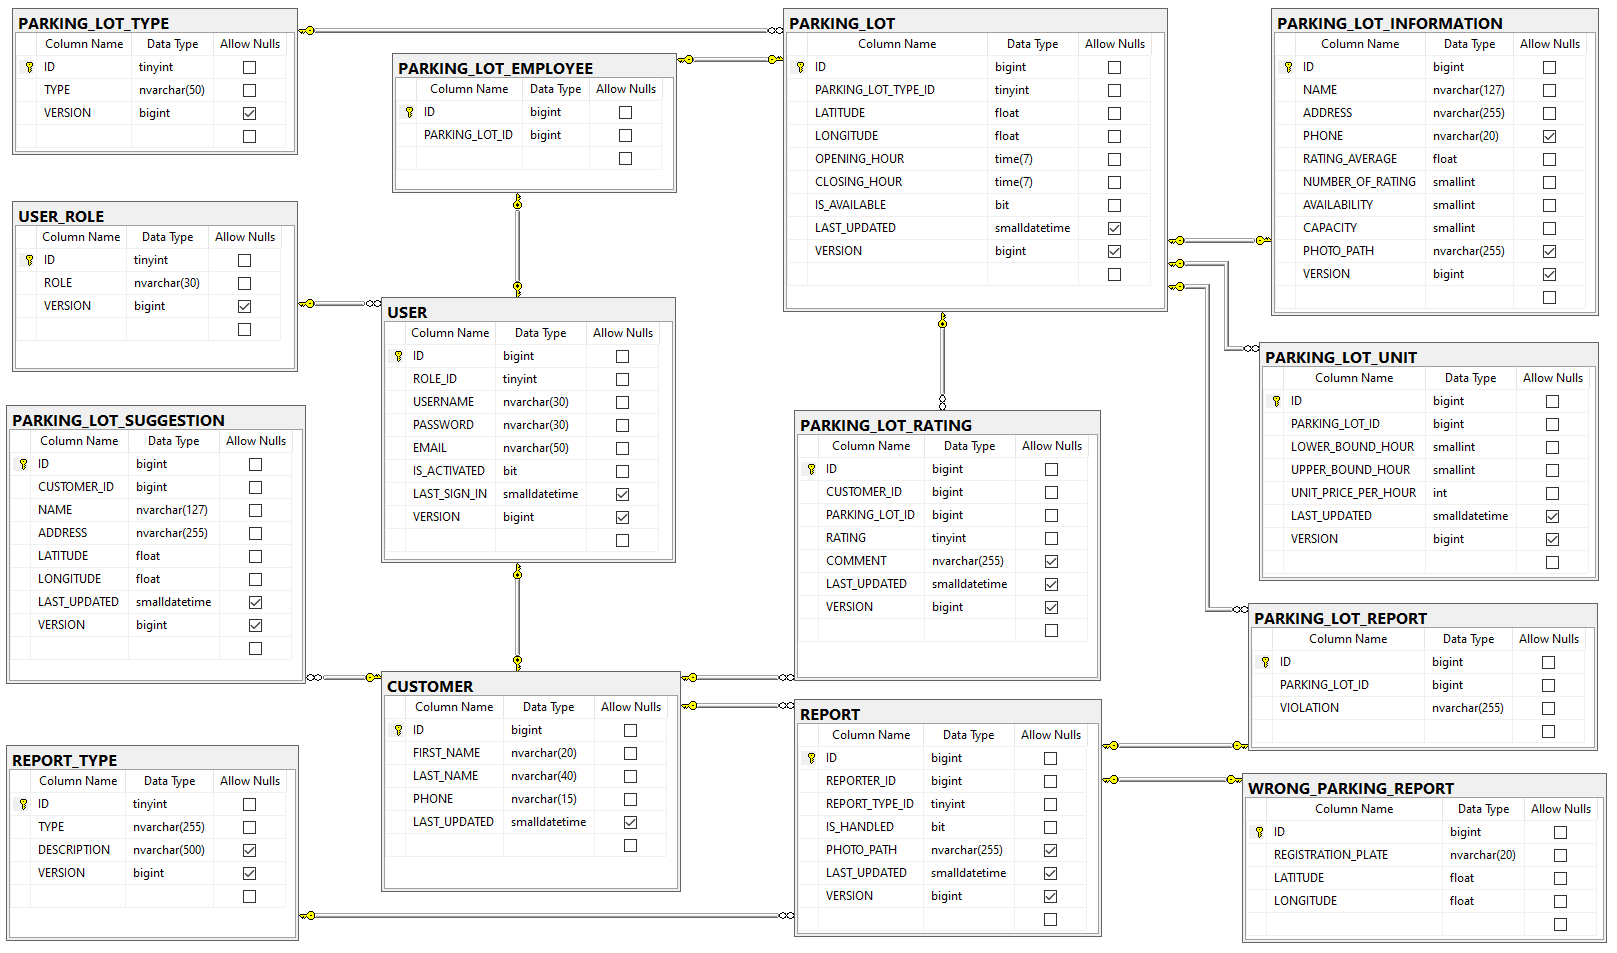 PARKING_LOT_TYPE
Column Name Data Type Allow Nulls
ID tinyint
TYPE nvarchar(50)
VERSION bigint
PARKING_LOT_EMPLOYEE
Column Name Data Type Allow Nulls
ID bigint
PARKING_LOT_ID bigint
PARKING_LOT
Column Name Data Type Allow Nulls
ID bigint
PARKING_LOT_TYPE_ID tinyint
LATITUDE float
LONGITUDE float
OPENING_HOUR time(7)
CLOSING_HOUR time(7)
IS_AVAILABLE bit
LAST_UPDATED smalldatetime
VERSION bigint
PARKING_LOT_INFORMATION
Column Name Data Type Allow Nulls
ID bigint
NAME nvarchar(127)
ADDRESS nvarchar(255)
PHONE nvarchar(20)
RATING_AVERAGE float
NUMBER_OF_RATING smallint
AVAILABILITY smallint
CAPACITY smallint
PHOTO_PATH nvarchar(255)
VERSION bigint
USER_ROLE
Column Name Data Type Allow Nulls
ID tinyint
ROLE nvarchar(30)
VERSION bigint
USER
Column Name Data Type Allow Nulls
ID bigint
ROLE_ID tinyint
USERNAME nvarchar(30)
PASSWORD nvarchar(30)
EMAIL nvarchar(50)
IS_ACTIVATED bit
LAST_SIGN_IN smalldatetime
VERSION bigint
PARKING_LOT_UNIT
Column Name Data Type Allow Nulls
ID bigint
PARKING_LOT_ID bigint
LOWER_BOUND_HOUR smallint
UPPER_BOUND_HOUR smallint
UNIT_PRICE_PER_HOUR int
LAST_UPDATED smalldatetime
VERSION bigint
PARKING_LOT_SUGGESTION
Column Name Data Type Allow Nulls
ID bigint
CUSTOMER_ID bigint
NAME nvarchar(127)
ADDRESS nvarchar(255)
LATITUDE float
LONGITUDE float
LAST_UPDATED smalldatetime
VERSION bigint
PARKING_LOT_RATING
Column Name Data Type Allow Nulls
ID bigint
CUSTOMER_ID bigint
PARKING_LOT_ID bigint
RATING tinyint
COMMENT nvarchar(255)
LAST_UPDATED smalldatetime
VERSION bigint
PARKING_LOT_REPORT
Column Name Data Type Allow Nulls
ID bigint
PARKING_LOT_ID bigint
VIOLATION nvarchar(255)
CUSTOMER
Column Name Data Type Allow Nulls
ID bigint
FIRST_NAME nvarchar(20)
LAST_NAME nvarchar(40)
PHONE nvarchar(15)
LAST_UPDATED smalldatetime
REPORT
Column Name Data Type Allow Nulls
ID bigint
REPORTER_ID bigint
REPORT_TYPE_ID tinyint
IS_HANDLED bit
PHOTO_PATH nvarchar(255)
LAST_UPDATED smalldatetime
VERSION bigint
REPORT_TYPE
Column Name Data Type Allow Nulls
ID tinyint
TYPE nvarchar(255)
DESCRIPTION nvarchar(500)
VERSION bigint
WRONG_PARKING_REPORT
Column Name Data Type Allow Nulls
ID bigint
REGISTRATION_PLATE nvarchar(20)
LATITUDE float
LONGITUDE float